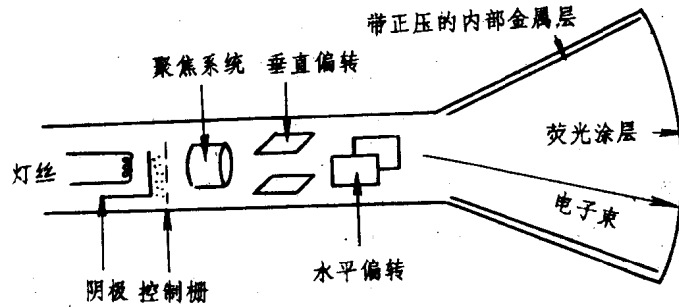 带正压的内部金属层
聚焦系统 垂直偏转
荧光涂层
灯丝
电子束
水平偏转
阴极 控制栅